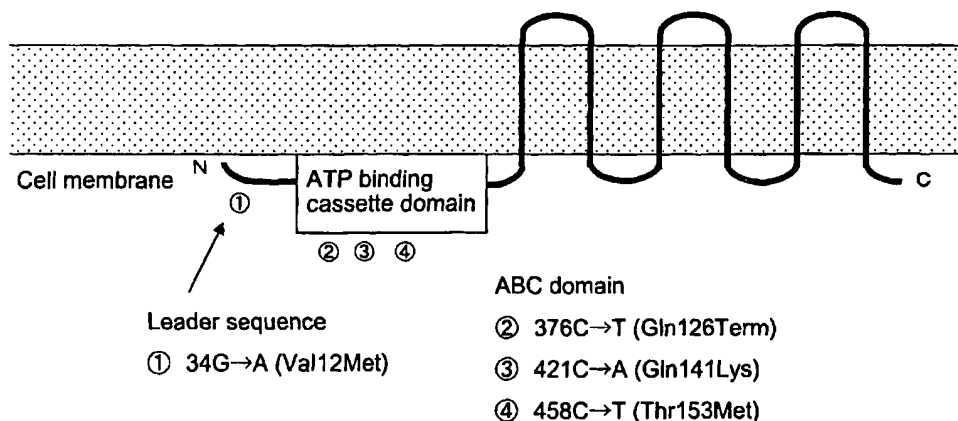 N
Cell membrane
ATP binding
cassette domain
C
①
② ③ ④
Leader sequence
① 34G→A (Val12Met)
ABC domain
② 376C→T (Gln126Term)
③ 421C→A (Gln141Lys)
④ 458C→T (Thr153Met)